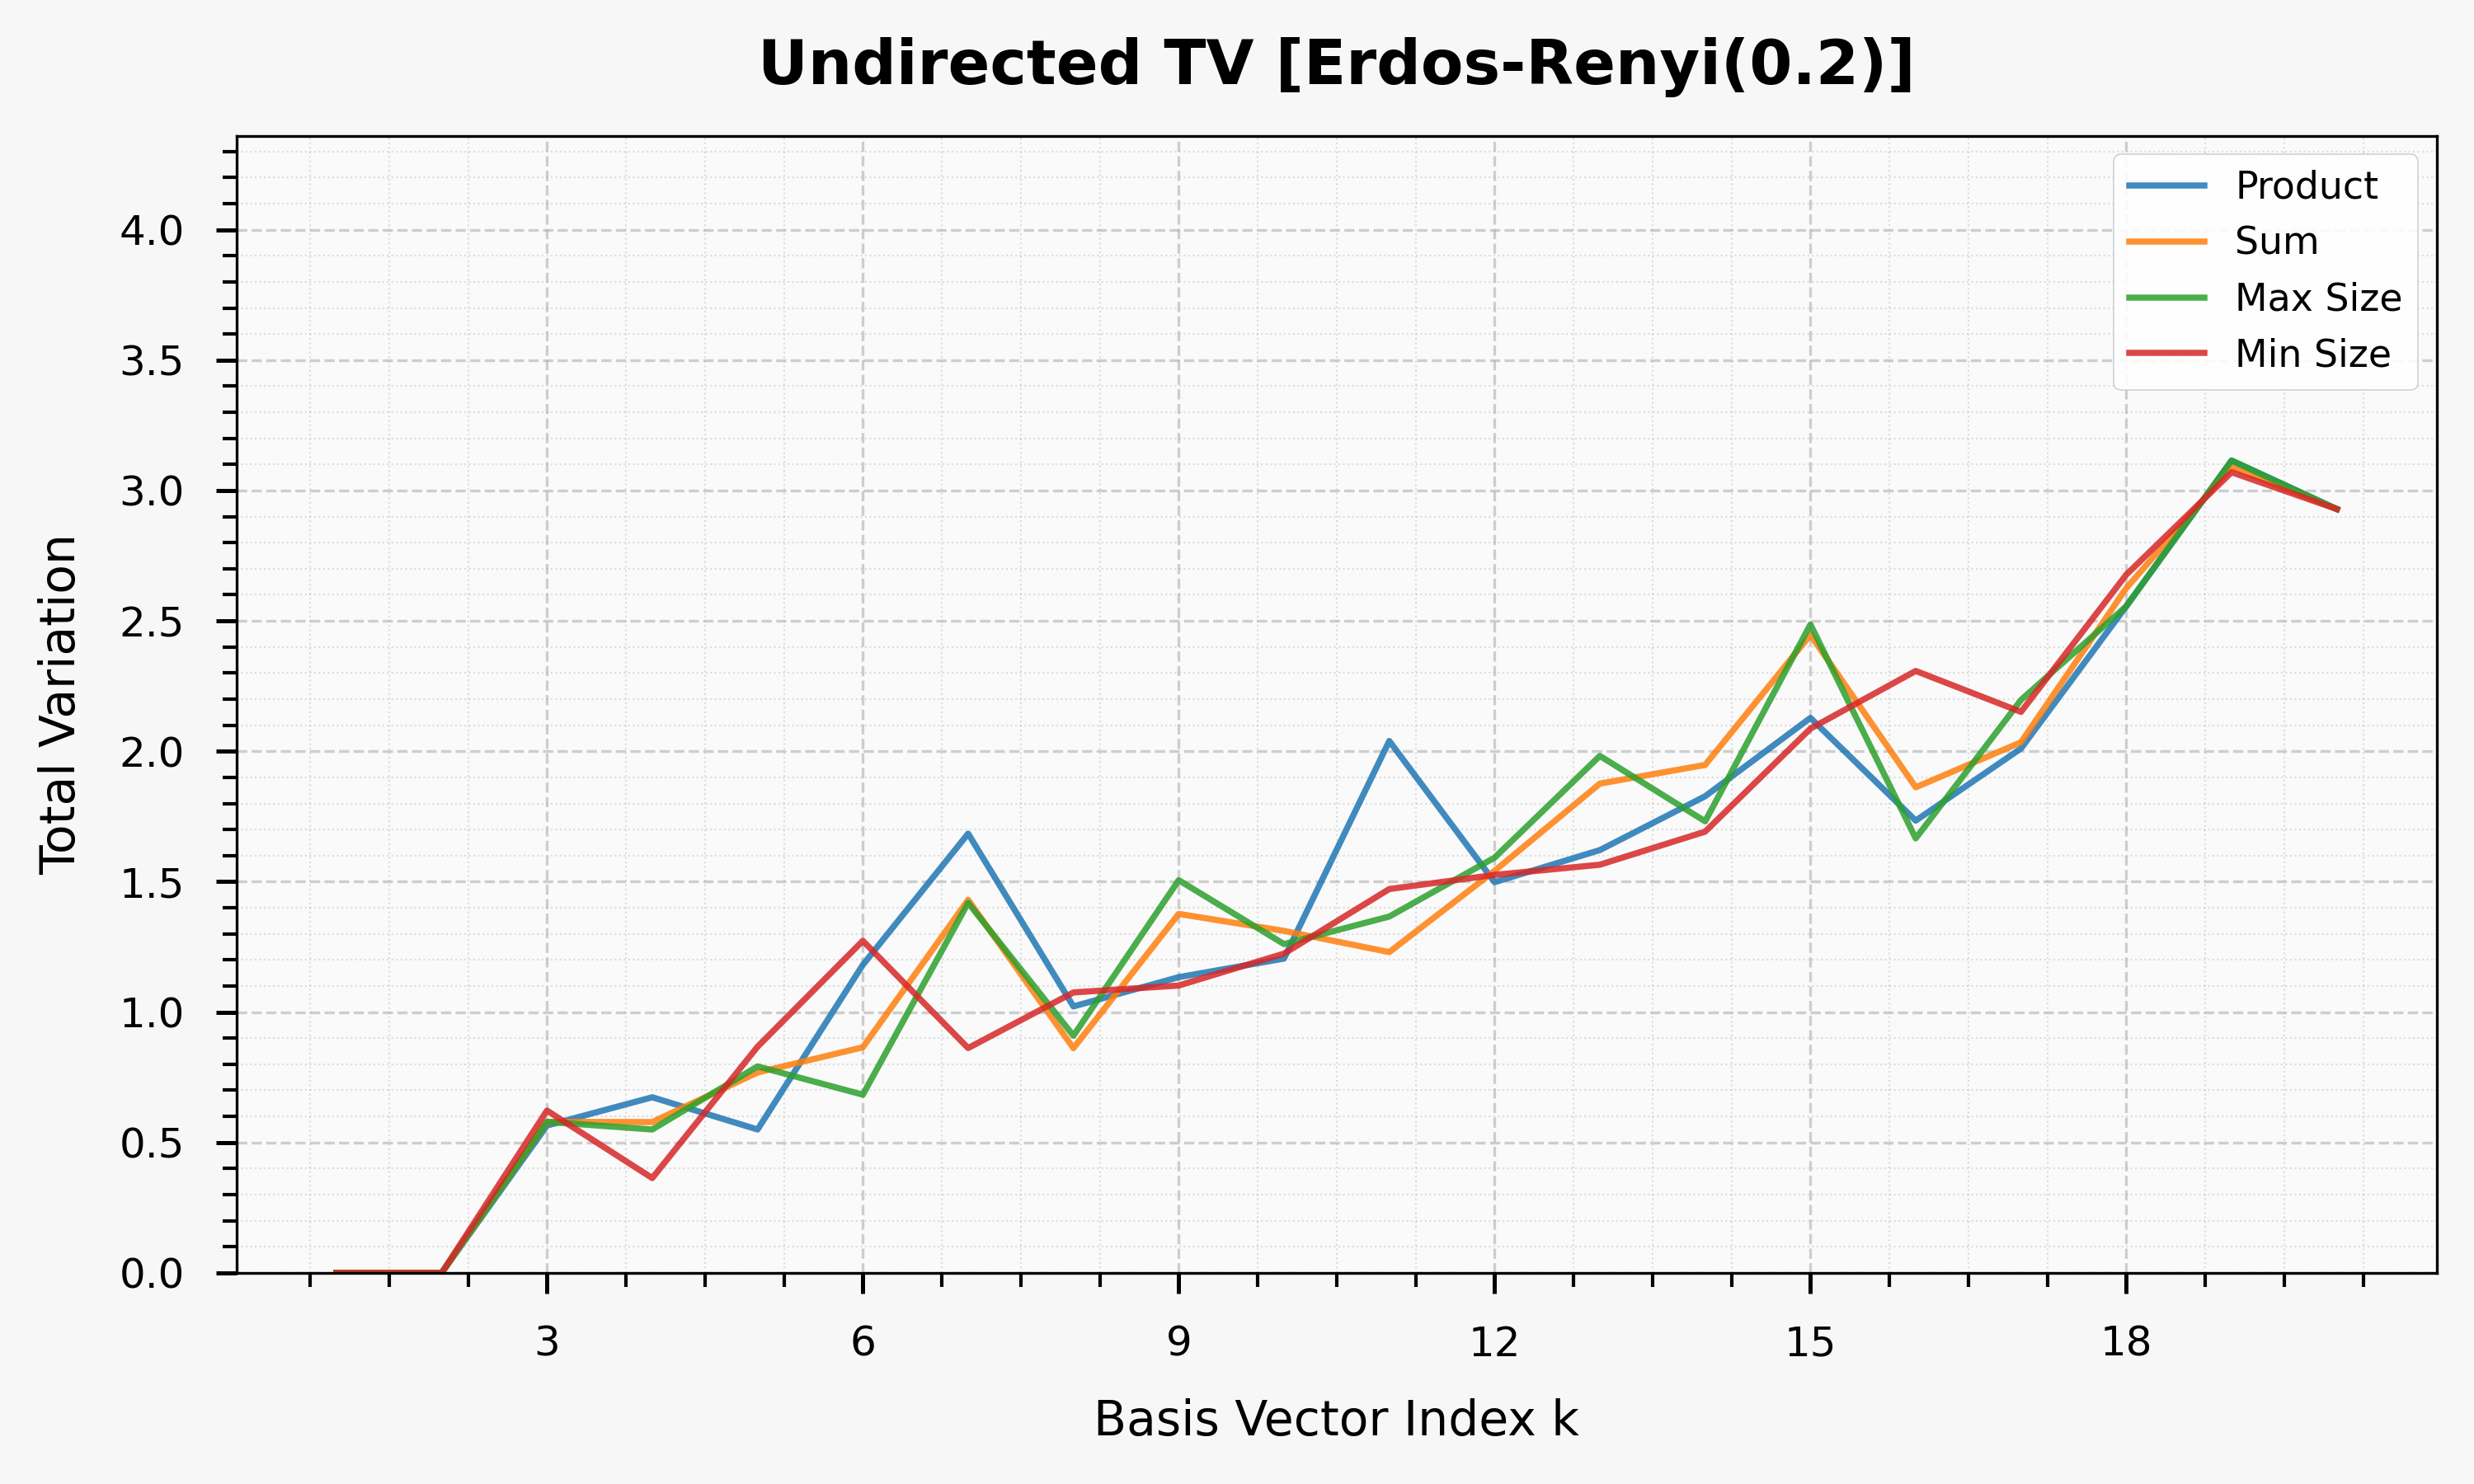 Undirected TV [Erdos-Renyi(0.2)]
Product
Sum
Max Size
Min Size
Total Variation
4.0
3.5
3.0
2.5
2.0
1.5
1.0
0.5
0.0
3 6 9 12 15 18
Basis Vector Index k